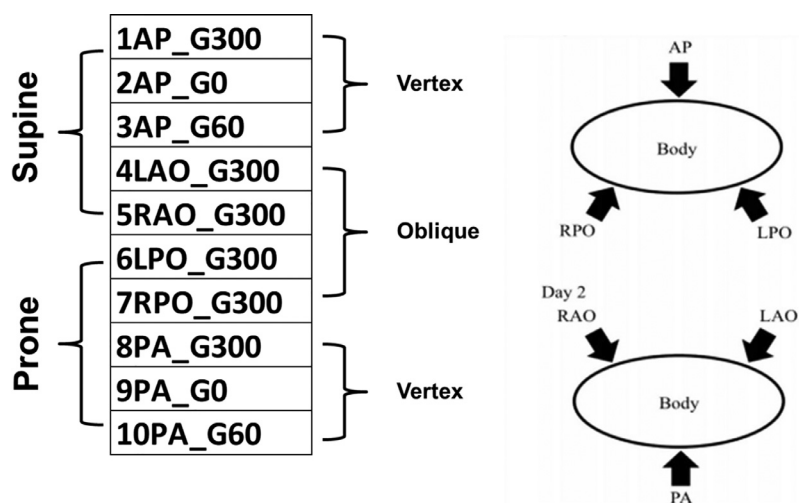 Supine
Prone
1AP_G300
2AP_G0
3AP_G60
4LAO_G300
5RAO_G300
6LPO_G300
7RPO_G300
8PA_G300
9PA_G0
10PA_G60
Vertex
Oblique
Vertex
AP
Body
RPO
LPO
Day 2
RAO
LAO
Body
PA